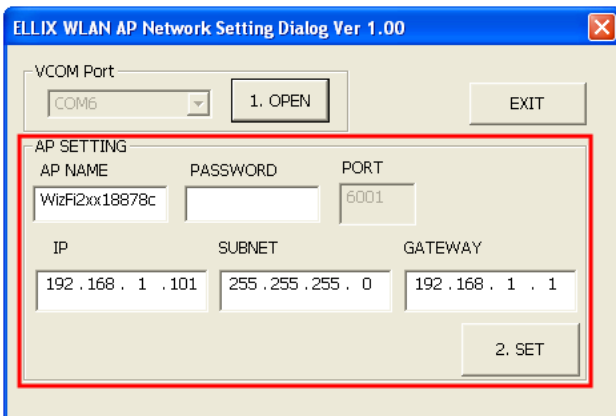 ELLIX WLAN AP Network Setting Dialog Ver 1.00
VCOM Port
COM6
1. OPEN
EXIT
AP SETTING
AP NAME PASSWORD PORT
WizFi2xx18878c 6001
IP SUBNET GATEWAY
192 .168 . 1 .101 255 .255 .255 . 0 192 .168 . 1 . 1
2. SET